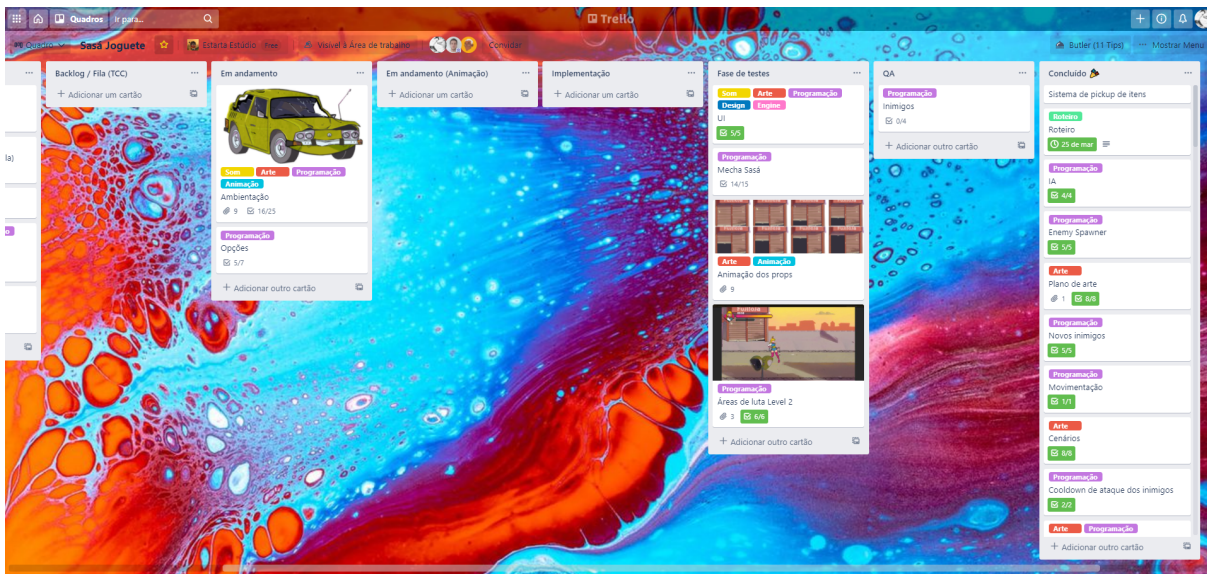 Quadros Ir para...
Trello
Quadro Sasá Joguete Estarta Estúdio Free Visível à Área de trabalho Convidar
Butler (11 Tips) ... Mostrar Menu
la)
o
Backlog / Fila (TCC) ...
+ Adicionar um cartão
Em andamento ...
Som Arte Programação
Animação
Ambientação
9 16/25
Programação
Opções
5/7
+ Adicionar outro cartão
Em andamento (Animação) ...
+ Adicionar um cartão
Implementação ...
+ Adicionar um cartão
Fase de testes ...
Som Arte Programação
Design Engine
UI
5/5
Programação
Mecha Sasá
14/15
Arte Animação
Animação dos props
9
Programação
Áreas de luta Level 2
3 6/6
+ Adicionar outro cartão
QA ...
Programação
Inimigos
0/4
+ Adicionar outro cartão
Concluído ...
Sistema de pickup de itens
Roteiro
Roteiro
25 de mar
Programação
IA
4/4
Programação
Enemy Spawner
5/5
Arte
Plano de arte
1 8/8
Programação
Novos inimigos
5/5
Programação
Movimentação
1/1
Arte
Cenários
8/8
Programação
Cooldown de ataque dos inimigos
2/2
Arte Programação
+ Adicionar outro cartão